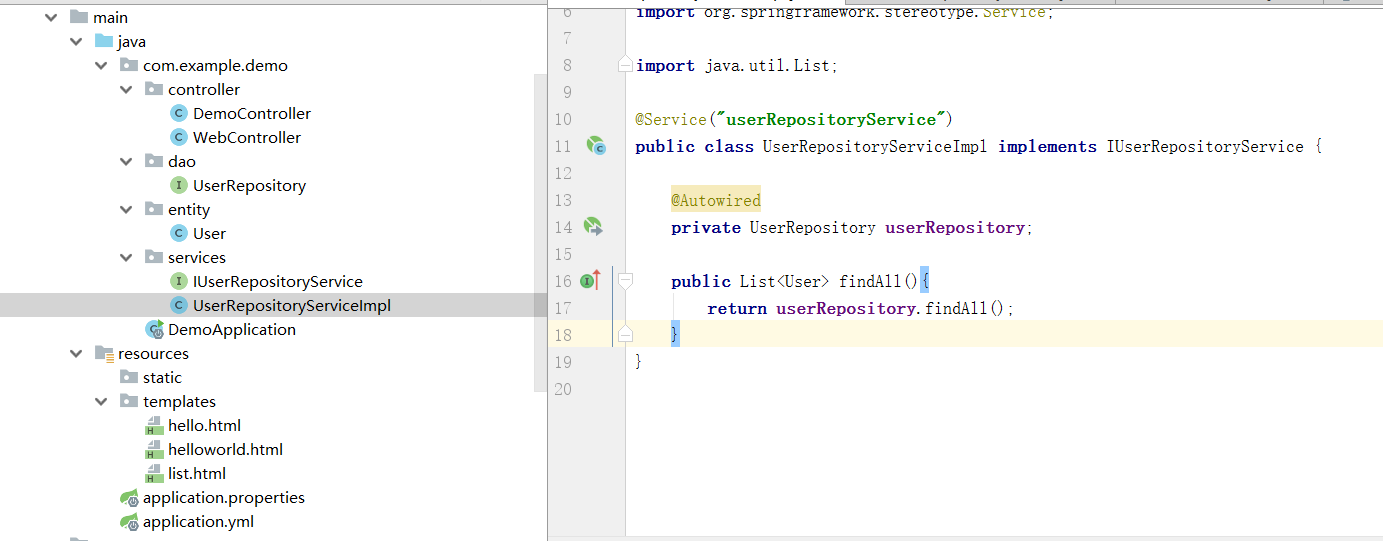 main
java
com.example.demo
controller
DemoController
WebController
dao
UserRepository
entity
User
services
IUserRepositoryService
UserRepositoryServiceImpl
DemoApplication
resources
static
templates
hello.html
helloworld.html
list.html
application.properties
application.yml
6 import org.springframework.stereotype.Service;
7
8 import java.util.List;
9
10 @Service("userRepositoryService")
11 public class UserRepositoryServiceImpl implements IUserRepositoryService {
12
13 @Autowired
14 private UserRepository userRepository;
15
16 public List<User> findAll(){
17 return userRepository.findAll();
18 }
19 }
20